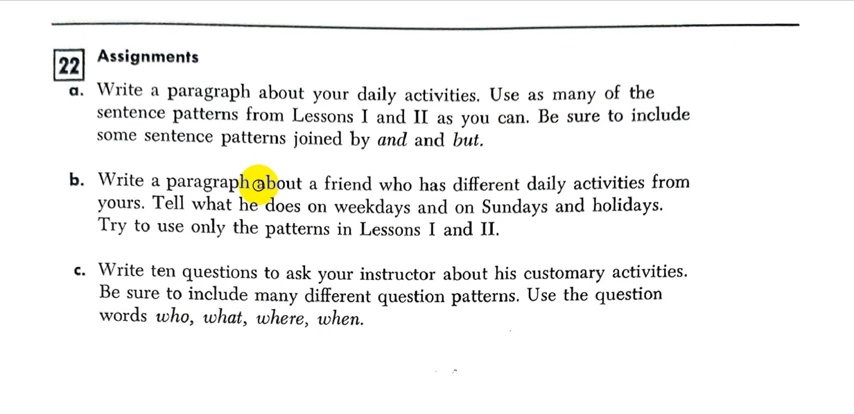 22 Assignments
a. Write a paragraph about your daily activities. Use as many of the
sentence patterns from Lessons I and II as you can. Be sure to include
some sentence patterns joined by and and but.
b. Write a paragraph @bout a friend who has different daily activities from
yours. Tell what he does on weekdays and on Sundays and holidays.
Try to use only the patterns in Lessons I and II.
c. Write ten questions to ask your instructor about his customary activities.
Be sure to include many different question patterns. Use the question
words who, what, where, when.